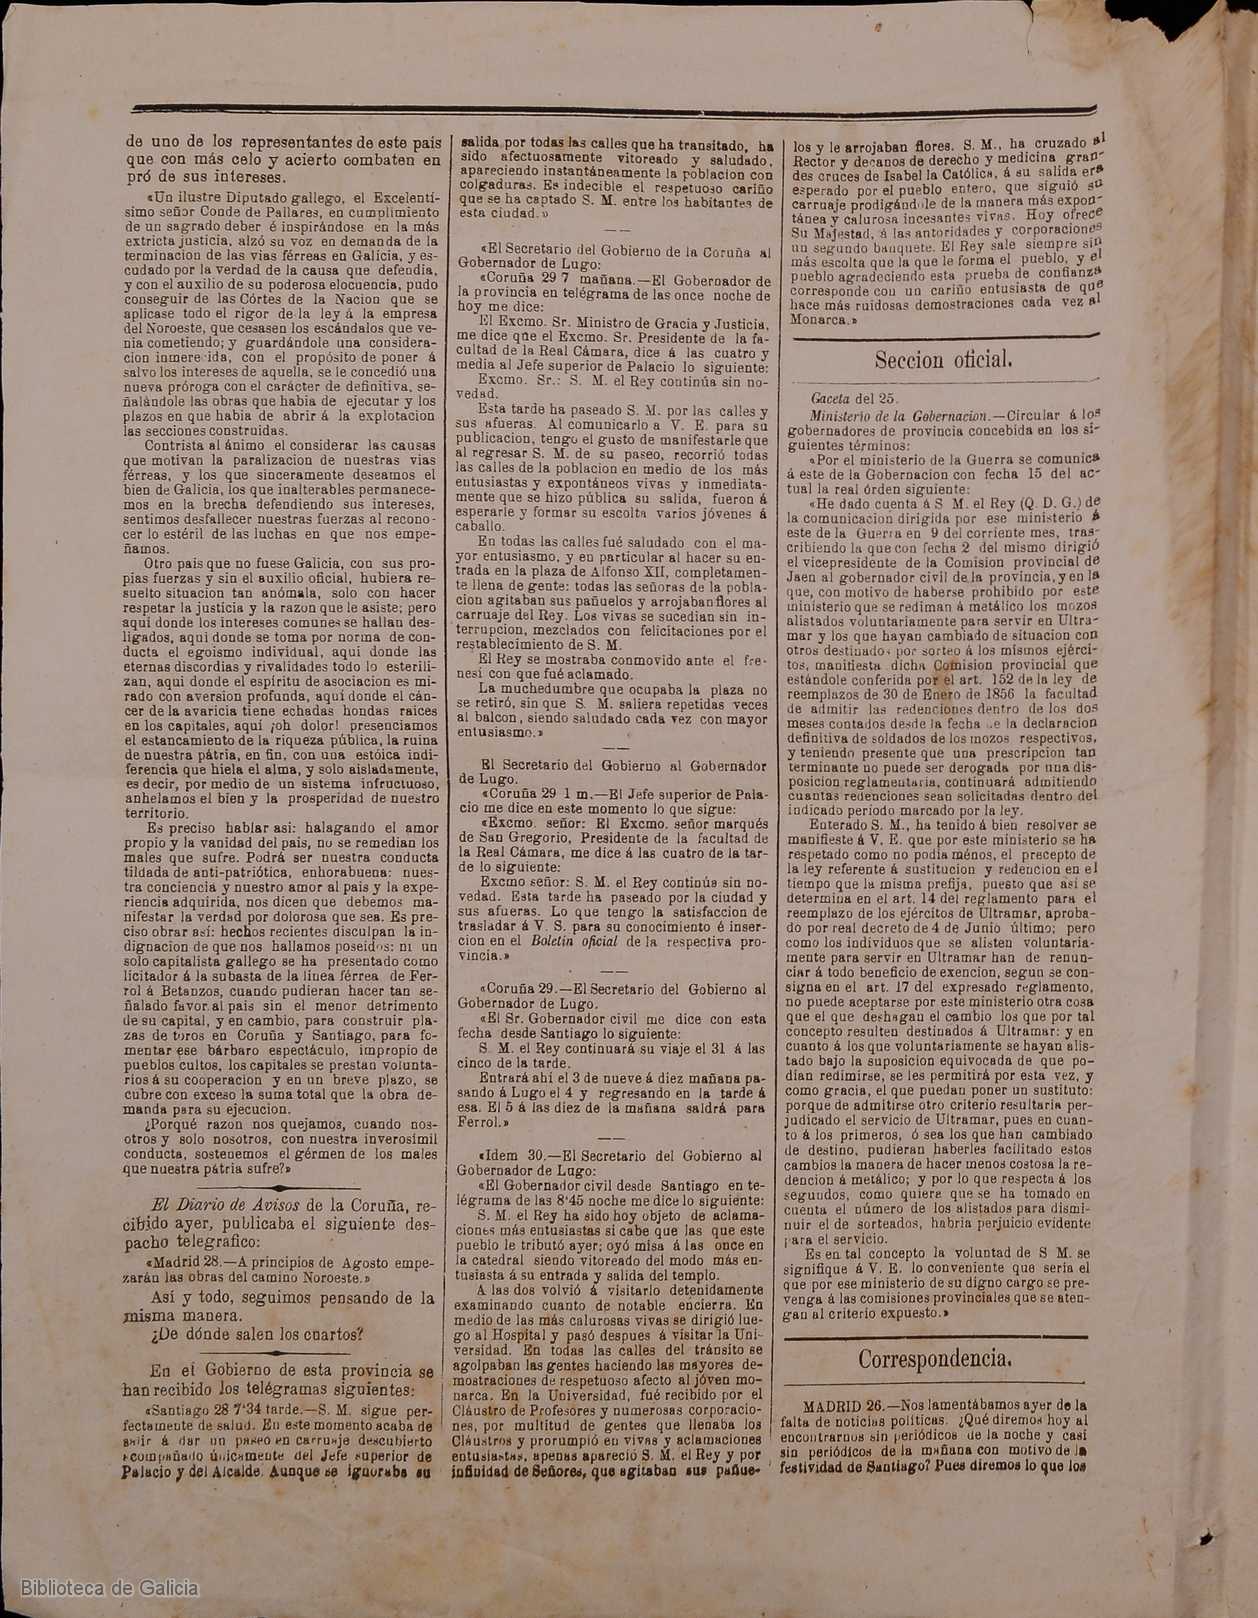 de uno de los representantes de este pais
que con más celo y acierto combaten en
pró de sus intereses.
«Un ilustre Diputado gallego, el Excelentí-
simo señor Conde de Pallares, en cumplimiento
de un sagrado deber é inspirándose en la más
extricta justicia, alzó su voz en demanda de la
terminacion de las vias férreas en Galicia, y es-
cudado por la verdad de la causa que defendia,
y con el auxilio de su poderosa elocuencia, pudo
conseguir de las Córtes de la Nacion que se
aplicase todo el rigor de la ley á la empresa
del Noroeste, que cesasen los escándalos que ve-
nia cometiendo; y guardándole una considera-
cion inmerecida, con el propósito de poner á
salvo los intereses de aquella, se le concedió una
nueva próroga con el carácter de definitiva, se-
ñalándole las obras que habia de ejecutar y los
plazos en que habia de abrir á la explotacion
las secciones construidas.
Contrista al ánimo el considerar las causas
que motivan la paralizacion de nuestras vias
férreas, y los que sinceramente deseamos el
bien de Galicia, los que inalterables permanece-
mos en la brecha defendiendo sus intereses,
sentimos desfallecer nuestras fuerzas al recono-
cer lo estéril de las luchas en que nos empe-
ñamos.
Otro pais que no fuese Galicia, con sus pro-
pias fuerzas y sin el auxilio oficial, hubiera re-
suelto situacion tan anómala, solo con hacer
respetar la justicia y la razon que le asiste; pero
aquí donde los intereses comunes se hallan des-
ligados, aqui donde se toma por norma de con-
ducta el egoismo individual, aquí donde las
eternas discordias y rivalidades todo lo esterili-
zan, aquí donde el espíritu de asociacion es mi-
rado con aversion profunda, aquí donde el cán-
cer de la avaricia tiene echadas hondas raices
en los capitales, aquí ¡oh dolor! presenciamos
el estancamiento de la riqueza pública, la ruina
de nuestra pátria, en fin, con una estóica indi-
ferencia que hiela el alma, y solo aisladamente,
es decir, por medio de un sistema infructuoso,
anhelamos el bien y la prosperidad de nuestro
territorio.
Es preciso hablar asi: halagando el amor
propio y la vanidad del pais, no se remedian los
males que sufre. Podrá ser nuestra conducta
tildada de anti-patriótica, enhorabuena: nues-
tra conciencia y nuestro amor al pais y la expe-
riencia adquirida, nos dicen que debemos ma-
nifestar la verdad por dolorosa que sea. Es pre-
ciso obrar así: hechos recientes disculpan la in-
dignacion de que nos hallamos poseidos: ni un
solo capitalista gallego se ha presentado como
licitador á la subasta de la línea férrea de Fer-
rol á Betanzos, cuando pudieran hacer tan se-
ñalado favor al pais sin el menor detrimento
de su capital, y en cambio, para construir pla-
zas de toros en Coruña y Santiago, para fo-
mentar ese bárbaro espectáculo, impropio de
pueblos cultos, los capitales se prestan volunta-
rios á su cooperacion y en un breve plazo, se
cubre con exceso la suma total que la obra de-
manda para su ejecucion.
¿Porqué razon nos quejamos, cuando nos-
otros y solo nosotros, con nuestra inverosímil
conducta, sostenemos el gérmen de los males
que nuestra pátria sufre?»
El Diario de Avisos de la Coruña, re-
cibido ayer, publicaba el siguiente des-
pacho telegrafico:
«Madrid 28.—A principios de Agosto empe-
zarán las obras del camino Noroeste.»
Así y todo, seguimos pensando de la
misma manera.
¿De dónde salen los cuartos?
En el Gobierno de esta provincia se
han recibido los telégramas siguientes:
«Santiago 28 7'34 tarde.—S. M. sigue per-
fectamente de salud. En este momento acaba de
salir á dar un paseo en carruaje descubierto
acompañado únicamente del Jefe superior de
Palacio y del Alcalde. Aunque se ignoraba su
salida por todas las calles que ha transitado, ha
sido afectuosamente vitoreado y saludado,
apareciendo instantáneamente la poblacion con
colgaduras. Es indecible el respetuoso cariño
que se ha captado S. M. entre los habitantes de
esta ciudad.»
«El Secretario del Gobierno de la Coruña al
Gobernador de Lugo:
«Coruña 29 7 mañana.—El Gobernador de
la provincia en telégrama de las once noche de
hoy me dice:
El Excmo. Sr. Ministro de Gracia y Justicia,
me dice que el Excmo. Sr. Presidente de la fa-
cultad de la Real Cámara, dice á las cuatro y
media al Jefe superior de Palacio lo siguiente:
Excmo. Sr.: S. M. el Rey continúa sin no-
vedad.
Esta tarde ha paseado S. M. por las calles y
sus afueras. Al comunicarlo a V. E. para su
publicacion, tengo el gusto de manifestarle que
al regresar S. M. de su paseo, recorrió todas
las calles de la poblacion en medio de los más
entusiastas y expontáneos vivas y inmediata-
mente que se hizo pública su salida, fueron á
esperarle y formar su escolta varios jóvenes á
caballo.
En todas las calles fué saludado con el ma-
yor entusiasmo, y en particular al hacer su en-
trada en la plaza de Alfonso XII, completamen-
te llena de gente: todas las señoras de la pobla-
cion agitaban sus pañuelos y arrojaban flores al
carruaje del Rey. Los vivas se sucedian sin in-
terrupcion, mezclados con felicitaciones por el
restablecimiento de S. M.
El Rey se mostraba conmovido ante el fre-
nesí con que fué aclamado.
La muchedumbre que ocupaba la plaza no
se retiró, sin que S. M. saliera repetidas veces
al balcon, siendo saludado cada vez con mayor
entusiasmo.»
El Secretario del Gobierno al Gobernador
de Lugo.
«Coruña 29 1 m.—El Jefe superior de Pala-
cio me dice en este momento lo que sigue:
«Excmo. señor: El Excmo. señor marqués
de San Gregorio, Presidente de la facultad de
la Real Cámara, me dice á las cuatro de la tar-
de lo siguiente:
Excmo señor: S. M. el Rey continús sin no-
vedad. Esta tarde ha paseado por la ciudad y
sus afueras. Lo que tengo la satisfaccion de
trasladar á V. S. para su conocimiento é inser-
cion en el Boletin oficial de la respectiva pro-
vincia.»
«Coruña 29.—El Secretario del Gobierno al
Gobernador de Lugo.
«El Sr. Gobernador civil me dice con esta
fecha desde Santiago lo siguiente:
S. M. el Rey continuará su viaje el 31 á las
cinco de la tarde.
Entrará ahi el 3 de nueve á diez mañana pa-
sando á Lugo el 4 y regresando en la tarde á
esa. El 5 á las diez de la mañana saldrá para
Ferrol.»
«Idem 30.—El Secretario del Gobierno al
Gobernador de Lugo:
«El Gobernador civil desde Santiago en te-
légrama de las 8'45 noche me dice lo siguiente:
S. M. el Rey ha sido hoy objeto de aclama-
ciones más entusiastas si cabe que las que este
pueblo le tributó ayer; oyó misa á las once en
la catedral siendo vitoreado del modo más en-
tusiasta á su entrada y salida del templo.
A las dos volvió á visitarlo detenidamente
examinando cuanto de notable encierra. En
medio de las más calurosas vivas se dirigió lue-
go al Hospital y pasó despues á visitar la Uni-
versidad. En todas las calles del tránsito se
agolpaban las gentes haciendo las mayores de-
mostraciones de respetuoso afecto al jóven mo-
narca. En la Universidad, fué recibido por el
Cláustro de Profesores y numerosas corporacio-
nes, por multitud de gentes que llenaba los
Cláustros y prorumpió en vivas y aclamaciones
entusiastas, apenas apareció S. M. el Rey y por
infinidad de Señores, que agitaban sus pañue-
los y le arrojaban flores. S. M., ha cruzado al
Rector y decanos de derecho y medicina gran-
des cruces de Isabel la Católica, á su salida era
esperado por el pueblo entero, que siguió su
carruaje prodigándole de la manera más expon-
tánea y calurosa incesantes vivas. Hoy ofrece
Su Majestad, á las autoridades y corporaciones
un segundo banquete. El Rey sale siempre sin
más escolta que la que le forma el pueblo, y el
pueblo agradeciendo esta prueba de confianza
corresponde con un cariño entusiasta de que
hace más ruidosas demostraciones cada vez al
Monarca.»
Seccion oficial.
Gaceta del 25.
Ministerio de la Gobernacion.—Circular á los
gobernadores de provincia concebida en los si-
guientes términos:
«Por el ministerio de la Guerra se comunica
á este de la Gobernacion con fecha 15 del ac-
tual la real órden siguiente:
«He dado cuenta á S M. el Rey (Q. D. G.) de
la comunicacion dirigida por ese ministerio á
este de la Guerra en 9 del corriente mes, tras-
cribiendo la que con fecha 2 del mismo dirigió
el vicepresidente de la Comision provincial de
Jaen al gobernador civil de la provincia, y en la
que, con motivo de haberse prohibido por este
ministerio que se rediman á metálico los mozos
alistados voluntariamente para servir en Ultra-
mar y los que hayan cambiado de situacion con
otros destinados por sorteo á los mismos ejérci-
tos, manifiesta dicha Comision provincial que
estándole conferida por el art. 152 de la ley de
reemplazos de 30 de Enero de 1856 la facultad
de admitir las redenciones dentro de los dos
meses contados desde la fecha de la declaracion
definitiva de soldados de los mozos respectivos,
y teniendo presente que una prescripcion tan
terminante no puede ser derogada por una dis-
posicion reglamentaria, continuará admitiendo
cuantas redenciones sean solicitadas dentro del
indicado periodo marcado por la ley.
Enterado S. M., ha tenido á bien resolver se
manifieste á V. E. que por este ministerio se ha
respetado como no podia ménos, el precepto de
la ley referente á sustitucion y redencion en el
tiempo que la misma prefija, puesto que así se
determina en el art. 14 del reglamento para el
reemplazo de los ejércitos de Ultramar, aproba-
do por real decreto de 4 de Junio último; pero
como los individuos que se alisten voluntaria-
mente para servir en Ultramar han de renun-
ciar á todo beneficio de exencion, segun se con-
signa en el art. 17 del expresado reglamento,
no puede aceptarse por este ministerio otra cosa
que el que deshagan el cambio los que por tal
concepto resulten destinados á Ultramar: y en
cuanto á los que voluntariamente se hayan alis-
tado bajo la suposicion equivocada de que po-
dian redimirse, se les permitirá por esta vez, y
como gracia, el que puedan poner un sustituto:
porque de admitirse otro criterio resultaria per-
judicado el servicio de Ultramar, pues en cuan-
to á los primeros, ó sea los que han cambiado
de destino, pudieran haberles facilitado estos
cambios la manera de hacer menos costosa la re-
dencion á metálico; y por lo que respecta á los
segundos, como quiere que se ha tomado en
cuenta el número de los alistados para dismi-
nuir el de sorteados, habria perjuicio evidente
para el servicio.
Es en tal concepto la voluntad de S M. se
signifique á V. E. lo conveniente que seria el
que por ese ministerio de su digno cargo se pre-
venga á las comisiones provinciales que se aten-
gan al criterio expuesto.»
Correspondencia.
MADRID 26.—Nos lamentábamos ayer de la
falta de noticias políticas. ¿Qué diremos hoy al
encontrarnos sin periódicos de la noche y casi
sin periódicos de la mañana con motivo de la
festividad de Santiago? Pues diremos lo que los
Biblioteca de Galicia